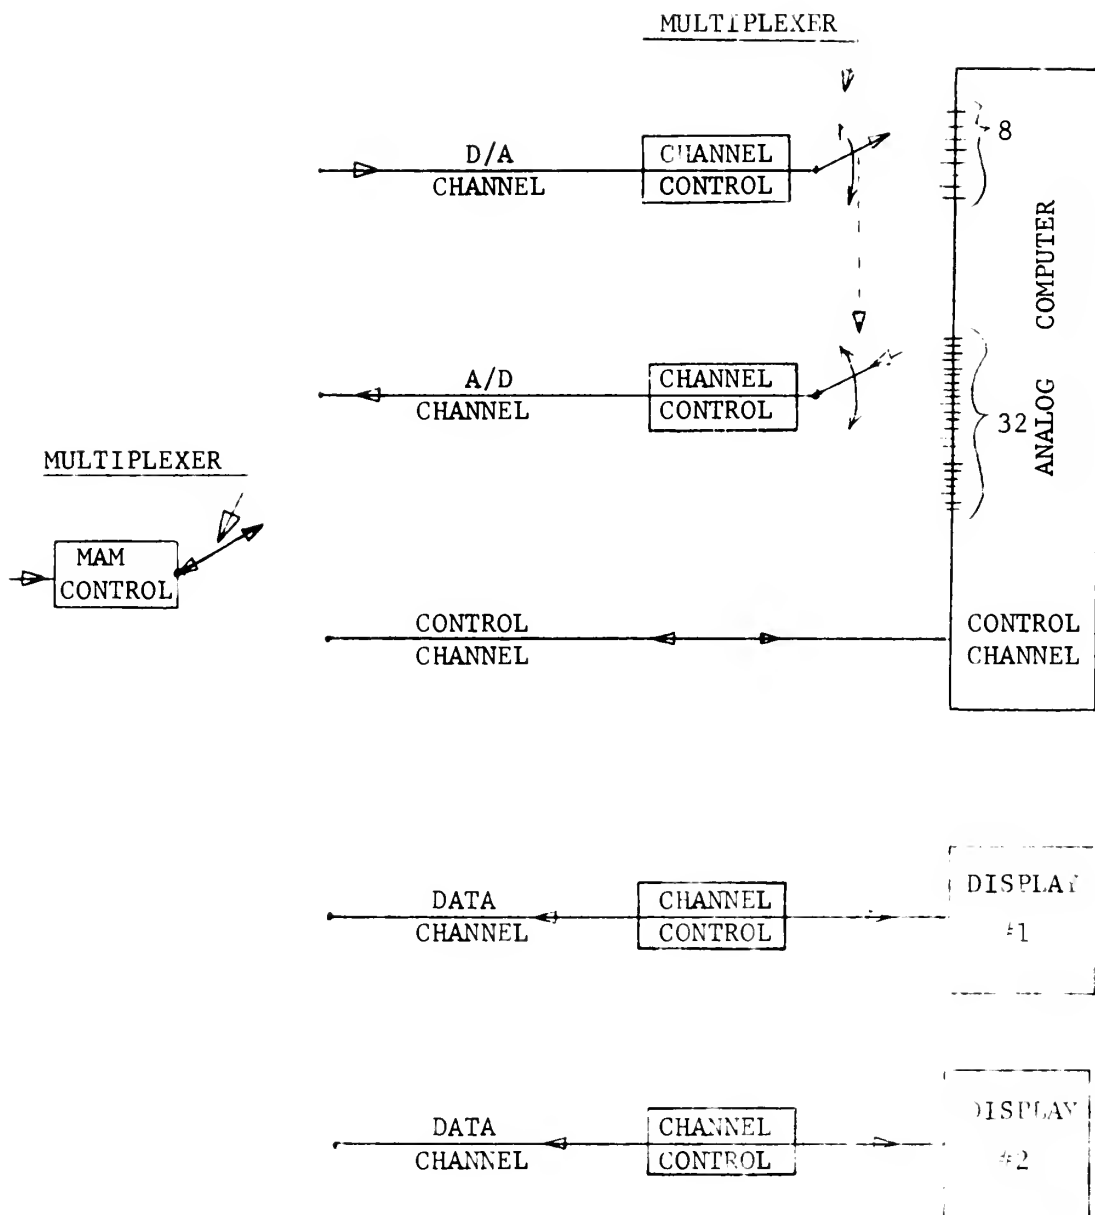 MULTIPLEXER
D/A
CHANNEL
CHANNEL
CONTROL
8
A/D
CHANNEL
CHANNEL
CONTROL
32
ANALOG COMPUTER
MULTIPLEXER
MAM
CONTROL
CONTROL
CHANNEL
CONTROL
CHANNEL
DATA
CHANNEL
CHANNEL
CONTROL
DISPLAY
#1
DATA
CHANNEL
CHANNEL
CONTROL
DISPLAY
#2